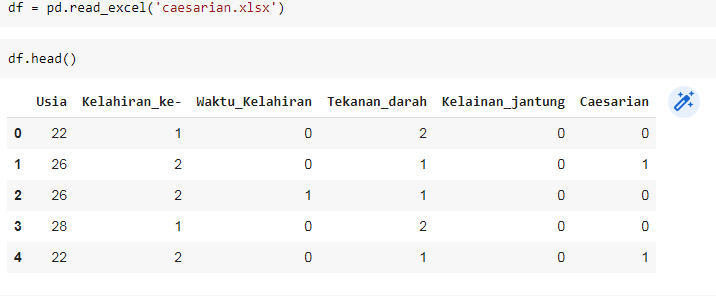 df = pd.read_excel('caesarian.xlsx')
df.head()
Usia Kelahiran_ke- Waktu_Kelahiran Tekanan_darah Kelainan_jantung Caesarian
0 22 1 0 2 0 0
1 26 2 0 1 0 1
2 26 2 1 1 0 0
3 28 1 0 2 0 0
4 22 2 0 1 0 1